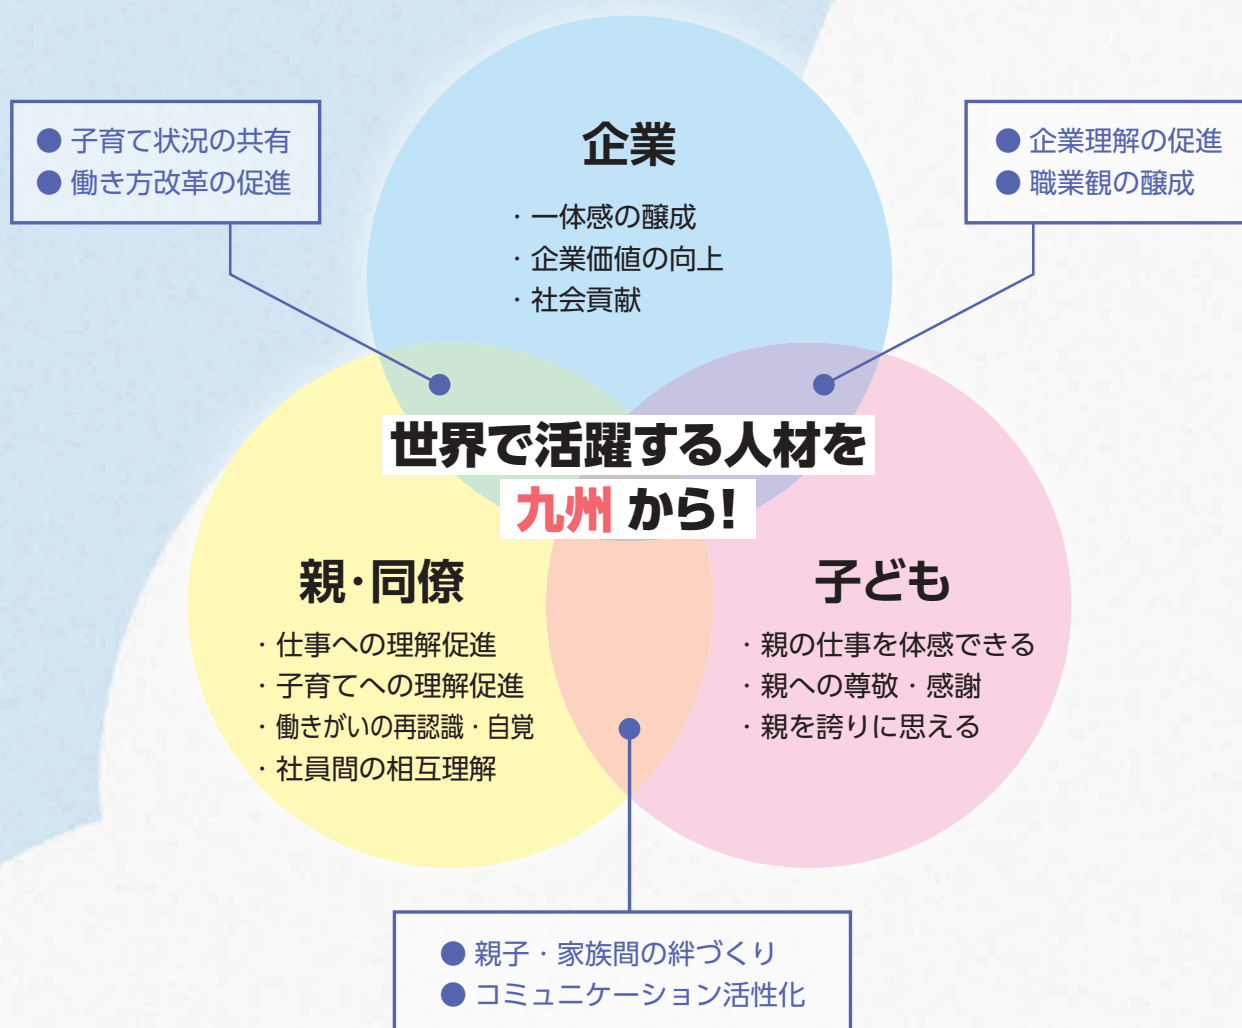 ● 子育て状況の共有
● 働き方改革の促進
● 企業理解の促進
● 職業観の醸成
企業
・一体感の醸成
・企業価値の向上
・社会貢献
世界で活躍する人材を
九州 から!
親・同僚
・仕事への理解促進
・子育てへの理解促進
・働きがいの再認識・自覚
・社員間の相互理解
子ども
・親の仕事を体感できる
・親への尊敬・感謝
・親を誇りに思える
● 親子・家族間の絆づくり
● コミュニケーション活性化